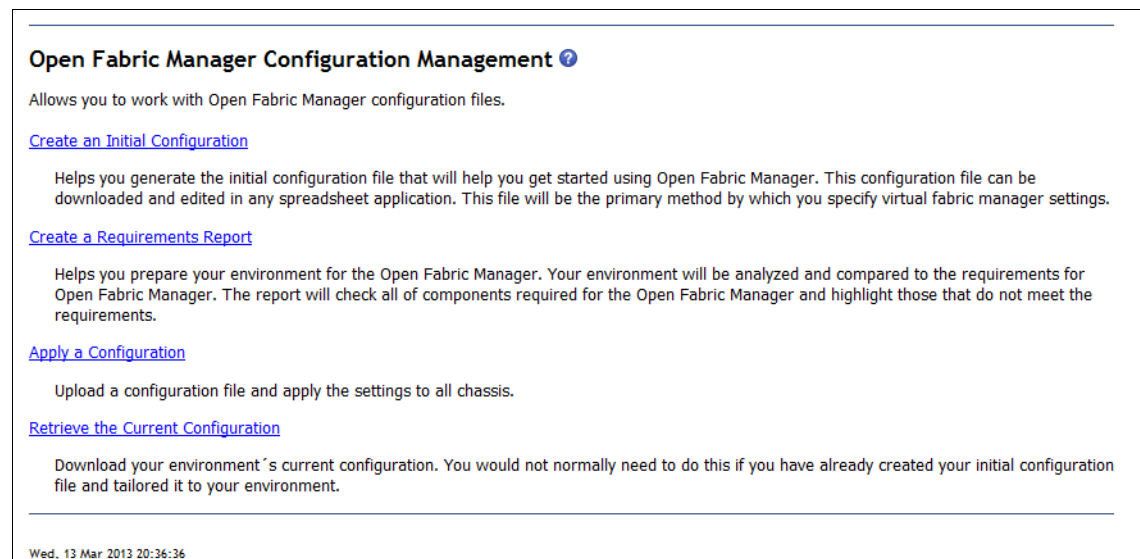 Open Fabric Manager Configuration Management ?
Allows you to work with Open Fabric Manager configuration files.
Create an Initial Configuration
Helps you generate the initial configuration file that will help you get started using Open Fabric Manager. This configuration file can be
downloaded and edited in any spreadsheet application. This file will be the primary method by which you specify virtual fabric manager settings.
Create a Requirements Report
Helps you prepare your environment for the Open Fabric Manager. Your environment will be analyzed and compared to the requirements for
Open Fabric Manager. The report will check all of components required for the Open Fabric Manager and highlight those that do not meet the
requirements.
Apply a Configuration
Upload a configuration file and apply the settings to all chassis.
Retrieve the Current Configuration
Download your environment´s current configuration. You would not normally need to do this if you have already created your initial configuration
file and tailored it to your environment.
Wed, 13 Mar 2013 20:36:36